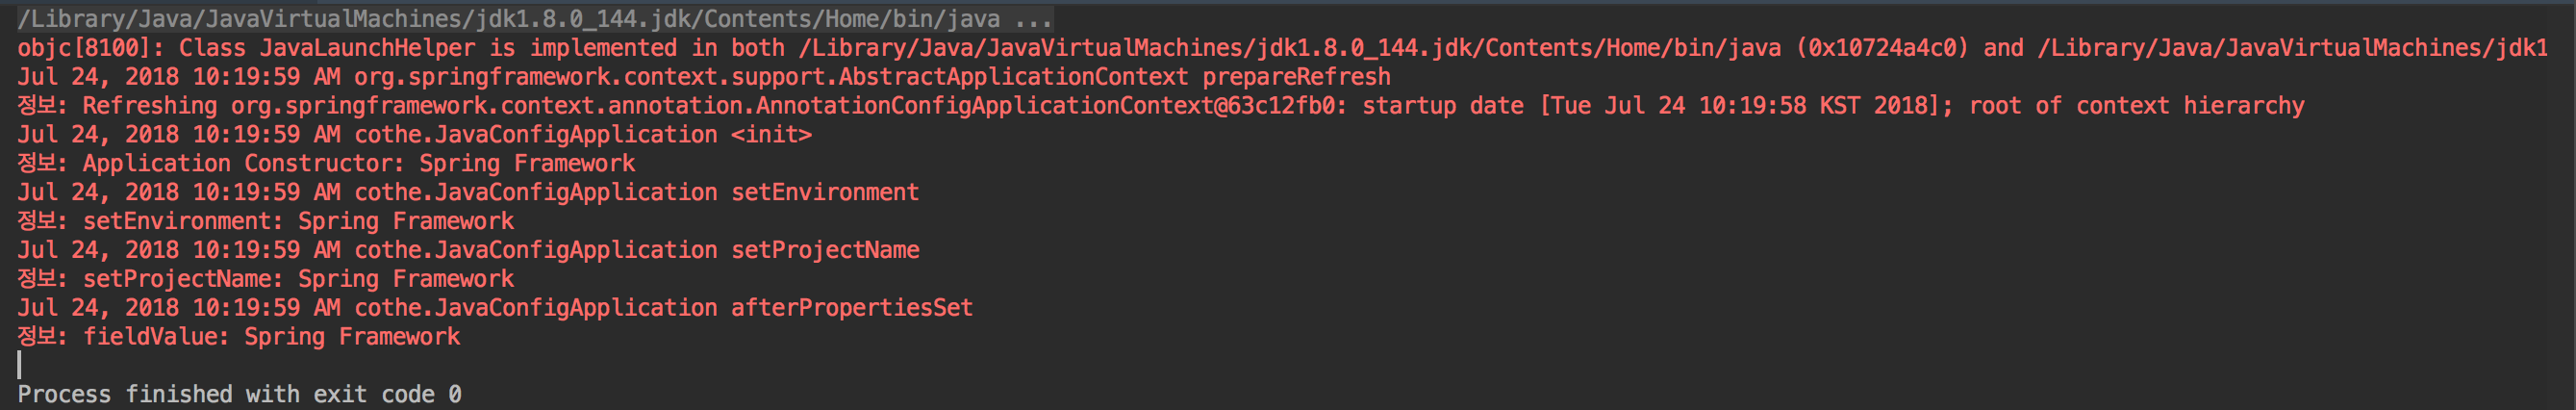 /Library/Java/JavaVirtualMachines/jdk1.8.0_144.jdk/Contents/Home/bin/java ...
objc[8100]: Class JavaLaunchHelper is implemented in both /Library/Java/JavaVirtualMachines/jdk1.8.0_144.jdk/Contents/Home/bin/java (0x10724a4c0) and /Library/Java/JavaVirtualMachines/jdk1
Jul 24, 2018 10:19:59 AM org.springframework.context.support.AbstractApplicationContext prepareRefresh
정보: Refreshing org.springframework.context.annotation.AnnotationConfigApplicationContext@63c12fb0: startup date [Tue Jul 24 10:19:58 KST 2018]; root of context hierarchy
Jul 24, 2018 10:19:59 AM cothe.JavaConfigApplication <init>
정보: Application Constructor: Spring Framework
Jul 24, 2018 10:19:59 AM cothe.JavaConfigApplication setEnvironment
정보: setEnvironment: Spring Framework
Jul 24, 2018 10:19:59 AM cothe.JavaConfigApplication setProjectName
정보: setProjectName: Spring Framework
Jul 24, 2018 10:19:59 AM cothe.JavaConfigApplication afterPropertiesSet
정보: fieldValue: Spring Framework
Process finished with exit code 0